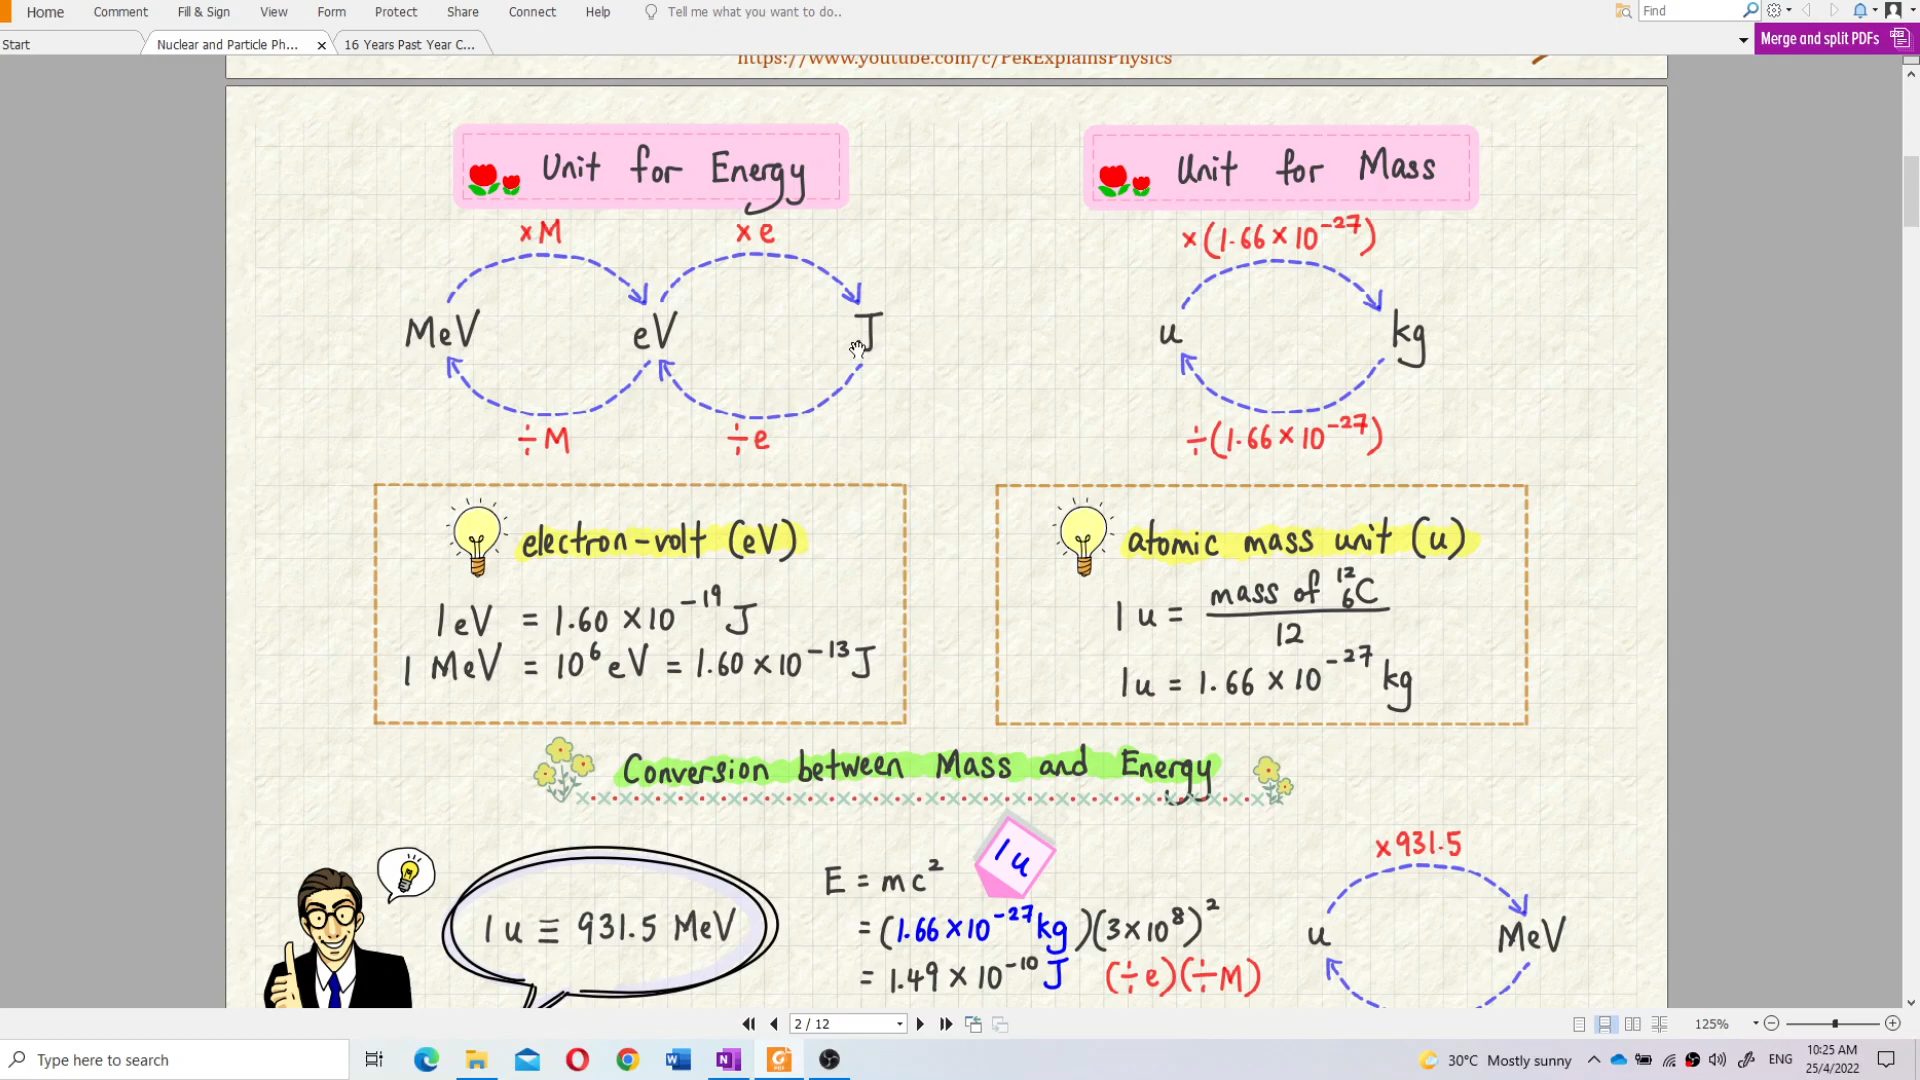 Home Comment Fill & Sign View Form Protect Share Connect Help Tell me what you want to do.. Find
Start Nuclear and Particle Ph... × 16 Years Past Year C... Merge and split PDFs
https://www.youtube.com/c/PekExplainsPhysics
Unit for Energy
×M ×e
MeV eV J
÷M ÷e
Unit for Mass
×(1.66×10⁻²⁷)
u kg
÷(1.66×10⁻²⁷)
electron-volt (eV)
1 eV = 1.60 ×10⁻¹⁹ J
1 MeV = 10⁶ eV = 1.60 ×10⁻¹³ J
atomic mass unit (u)
1 u = mass of ¹²₆C / 12
1 u = 1.66 ×10⁻²⁷ kg
Conversion between Mass and Energy
1 u ≡ 931.5 MeV
1 u
E = mc²
= (1.66×10⁻²⁷kg)(3×10⁸)²
= 1.49 × 10⁻¹⁰ J (÷e)(÷M)
×931.5
u MeV
2 / 12 125%
Type here to search 30°C Mostly sunny ENG 10:25 AM
25/4/2022